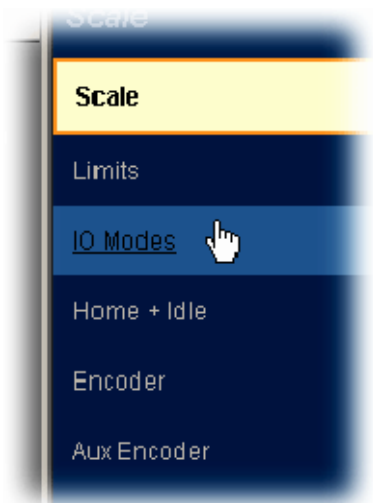 Scale
Scale
Limits
IO Modes
Home + Idle
Encoder
Aux Encoder